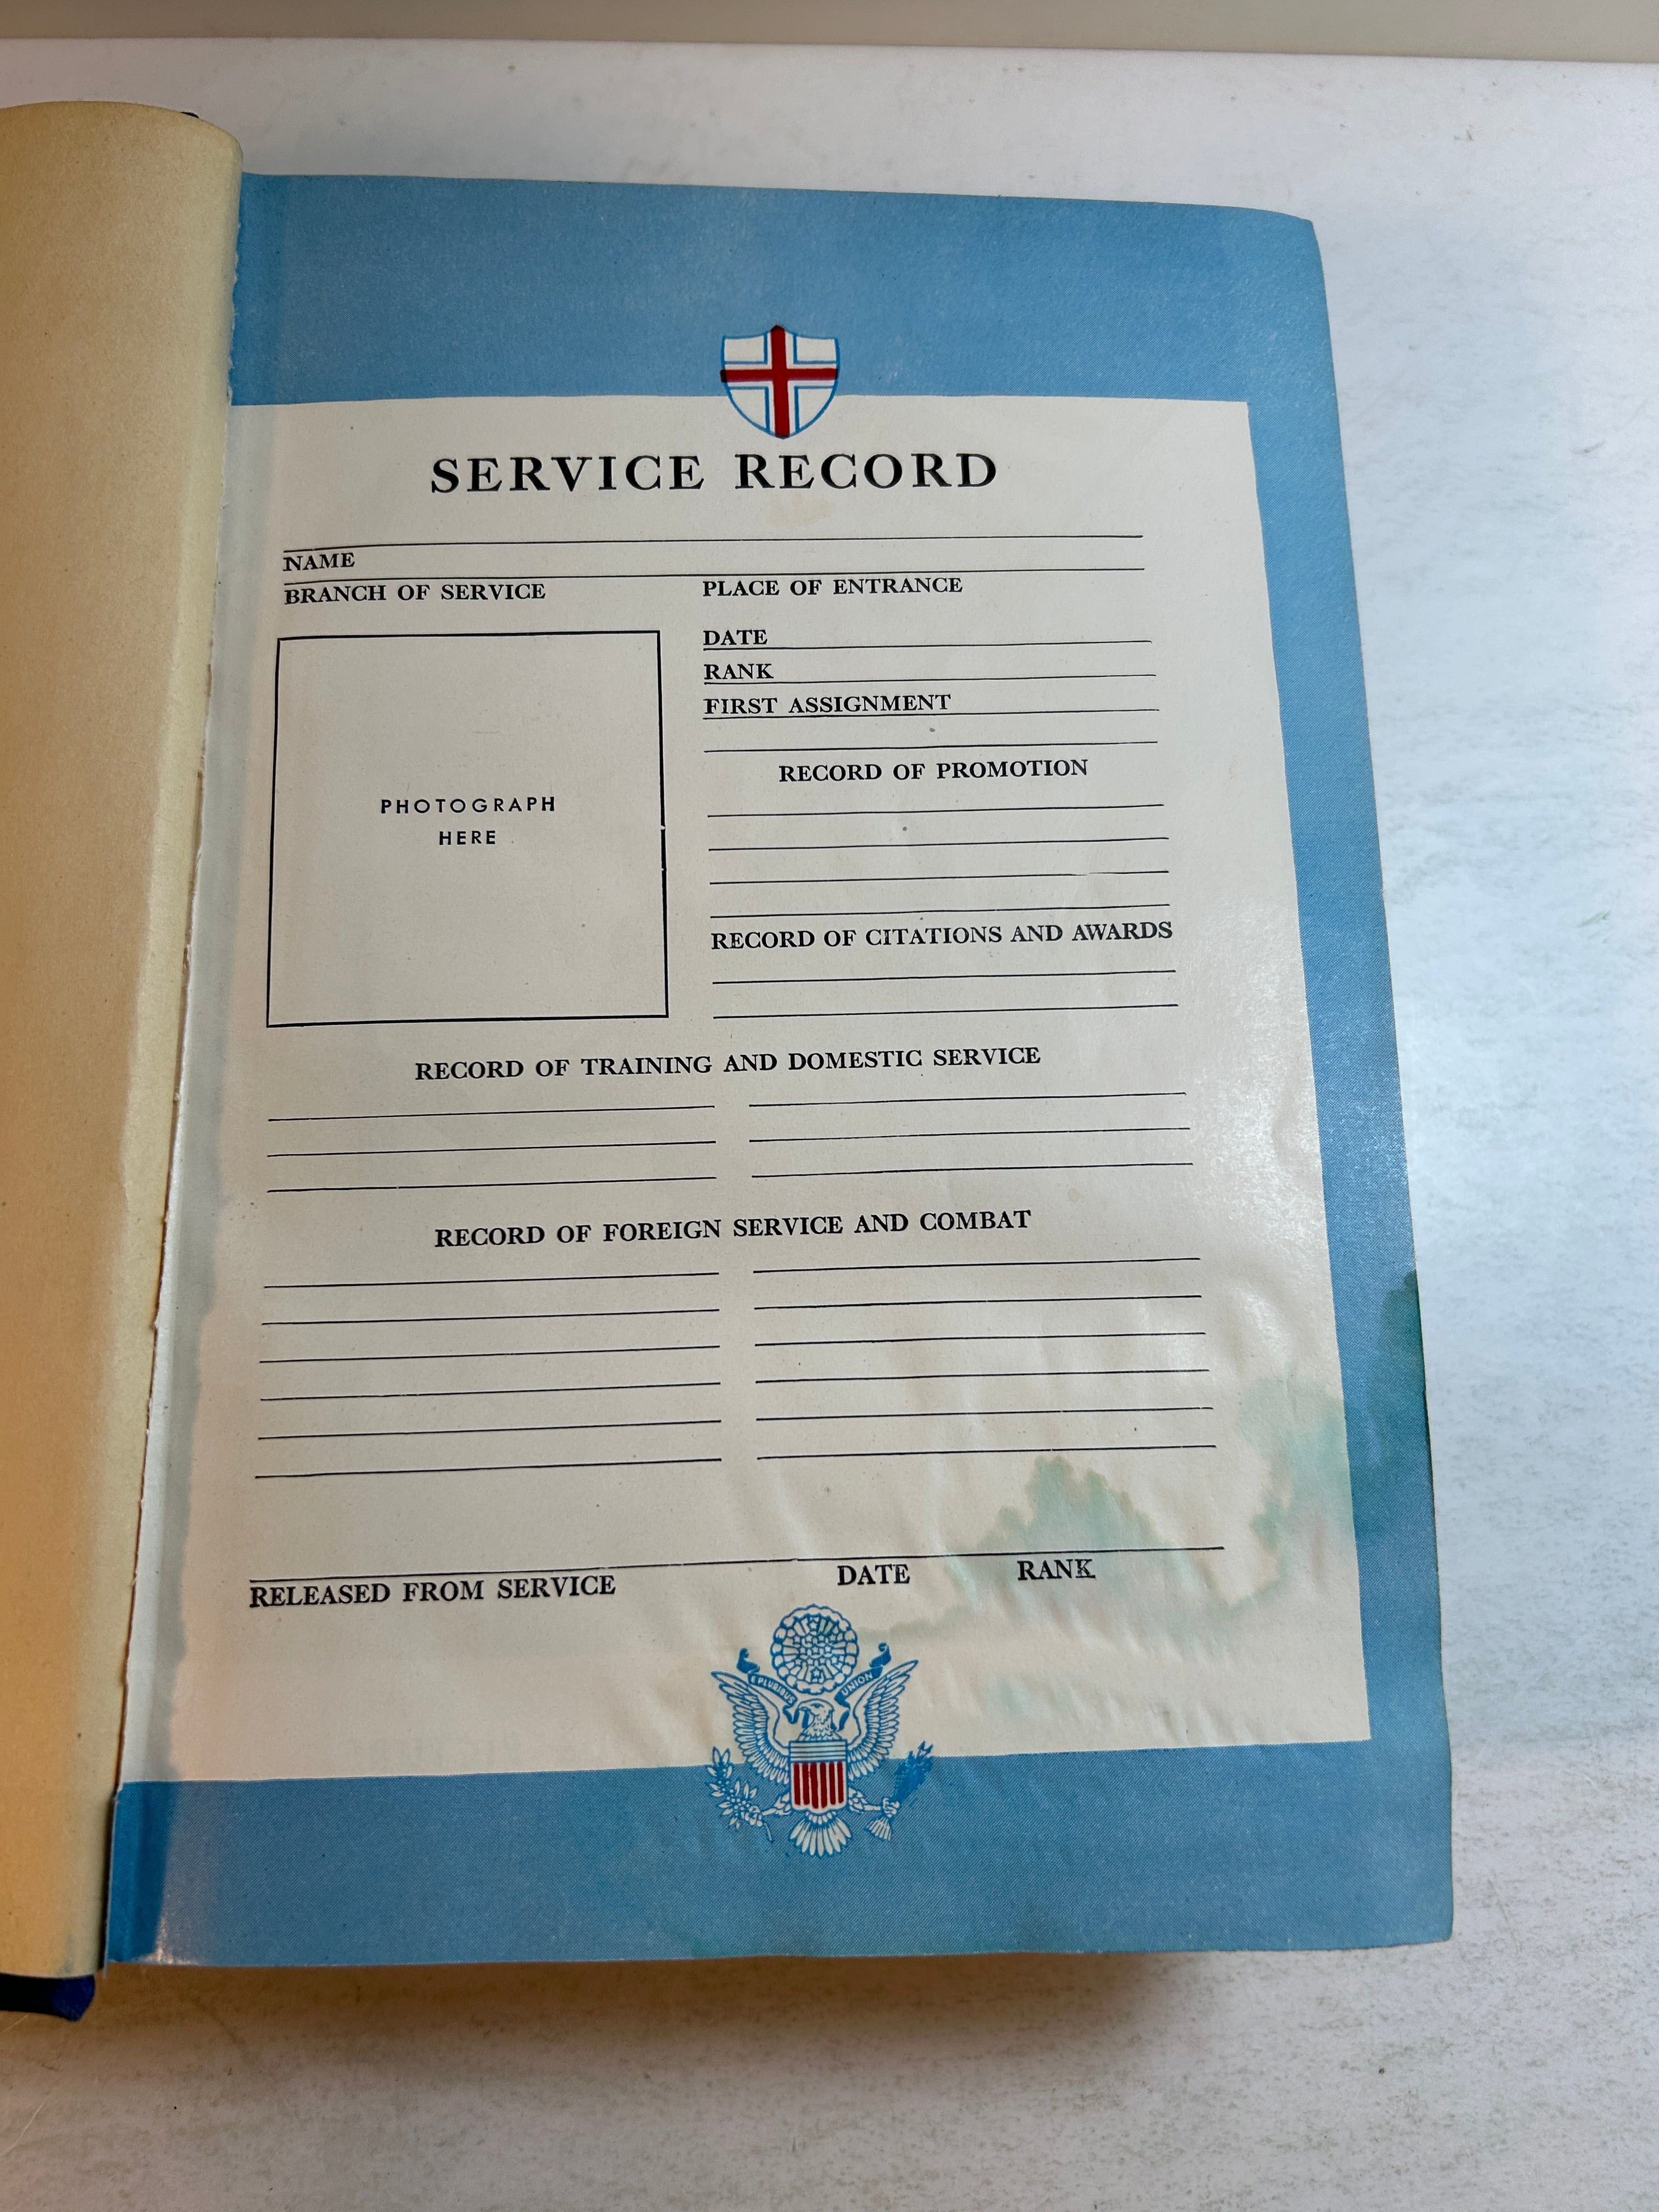 SERVICE RECORD
NAME
BRANCH OF SERVICE PLACE OF ENTRANCE
DATE
RANK
FIRST ASSIGNMENT
PHOTOGRAPH
HERE
RECORD OF PROMOTION
RECORD OF CITATIONS AND AWARDS
RECORD OF TRAINING AND DOMESTIC SERVICE
RECORD OF FOREIGN SERVICE AND COMBAT
RELEASED FROM SERVICE DATE RANK
PLURIBUS UNION